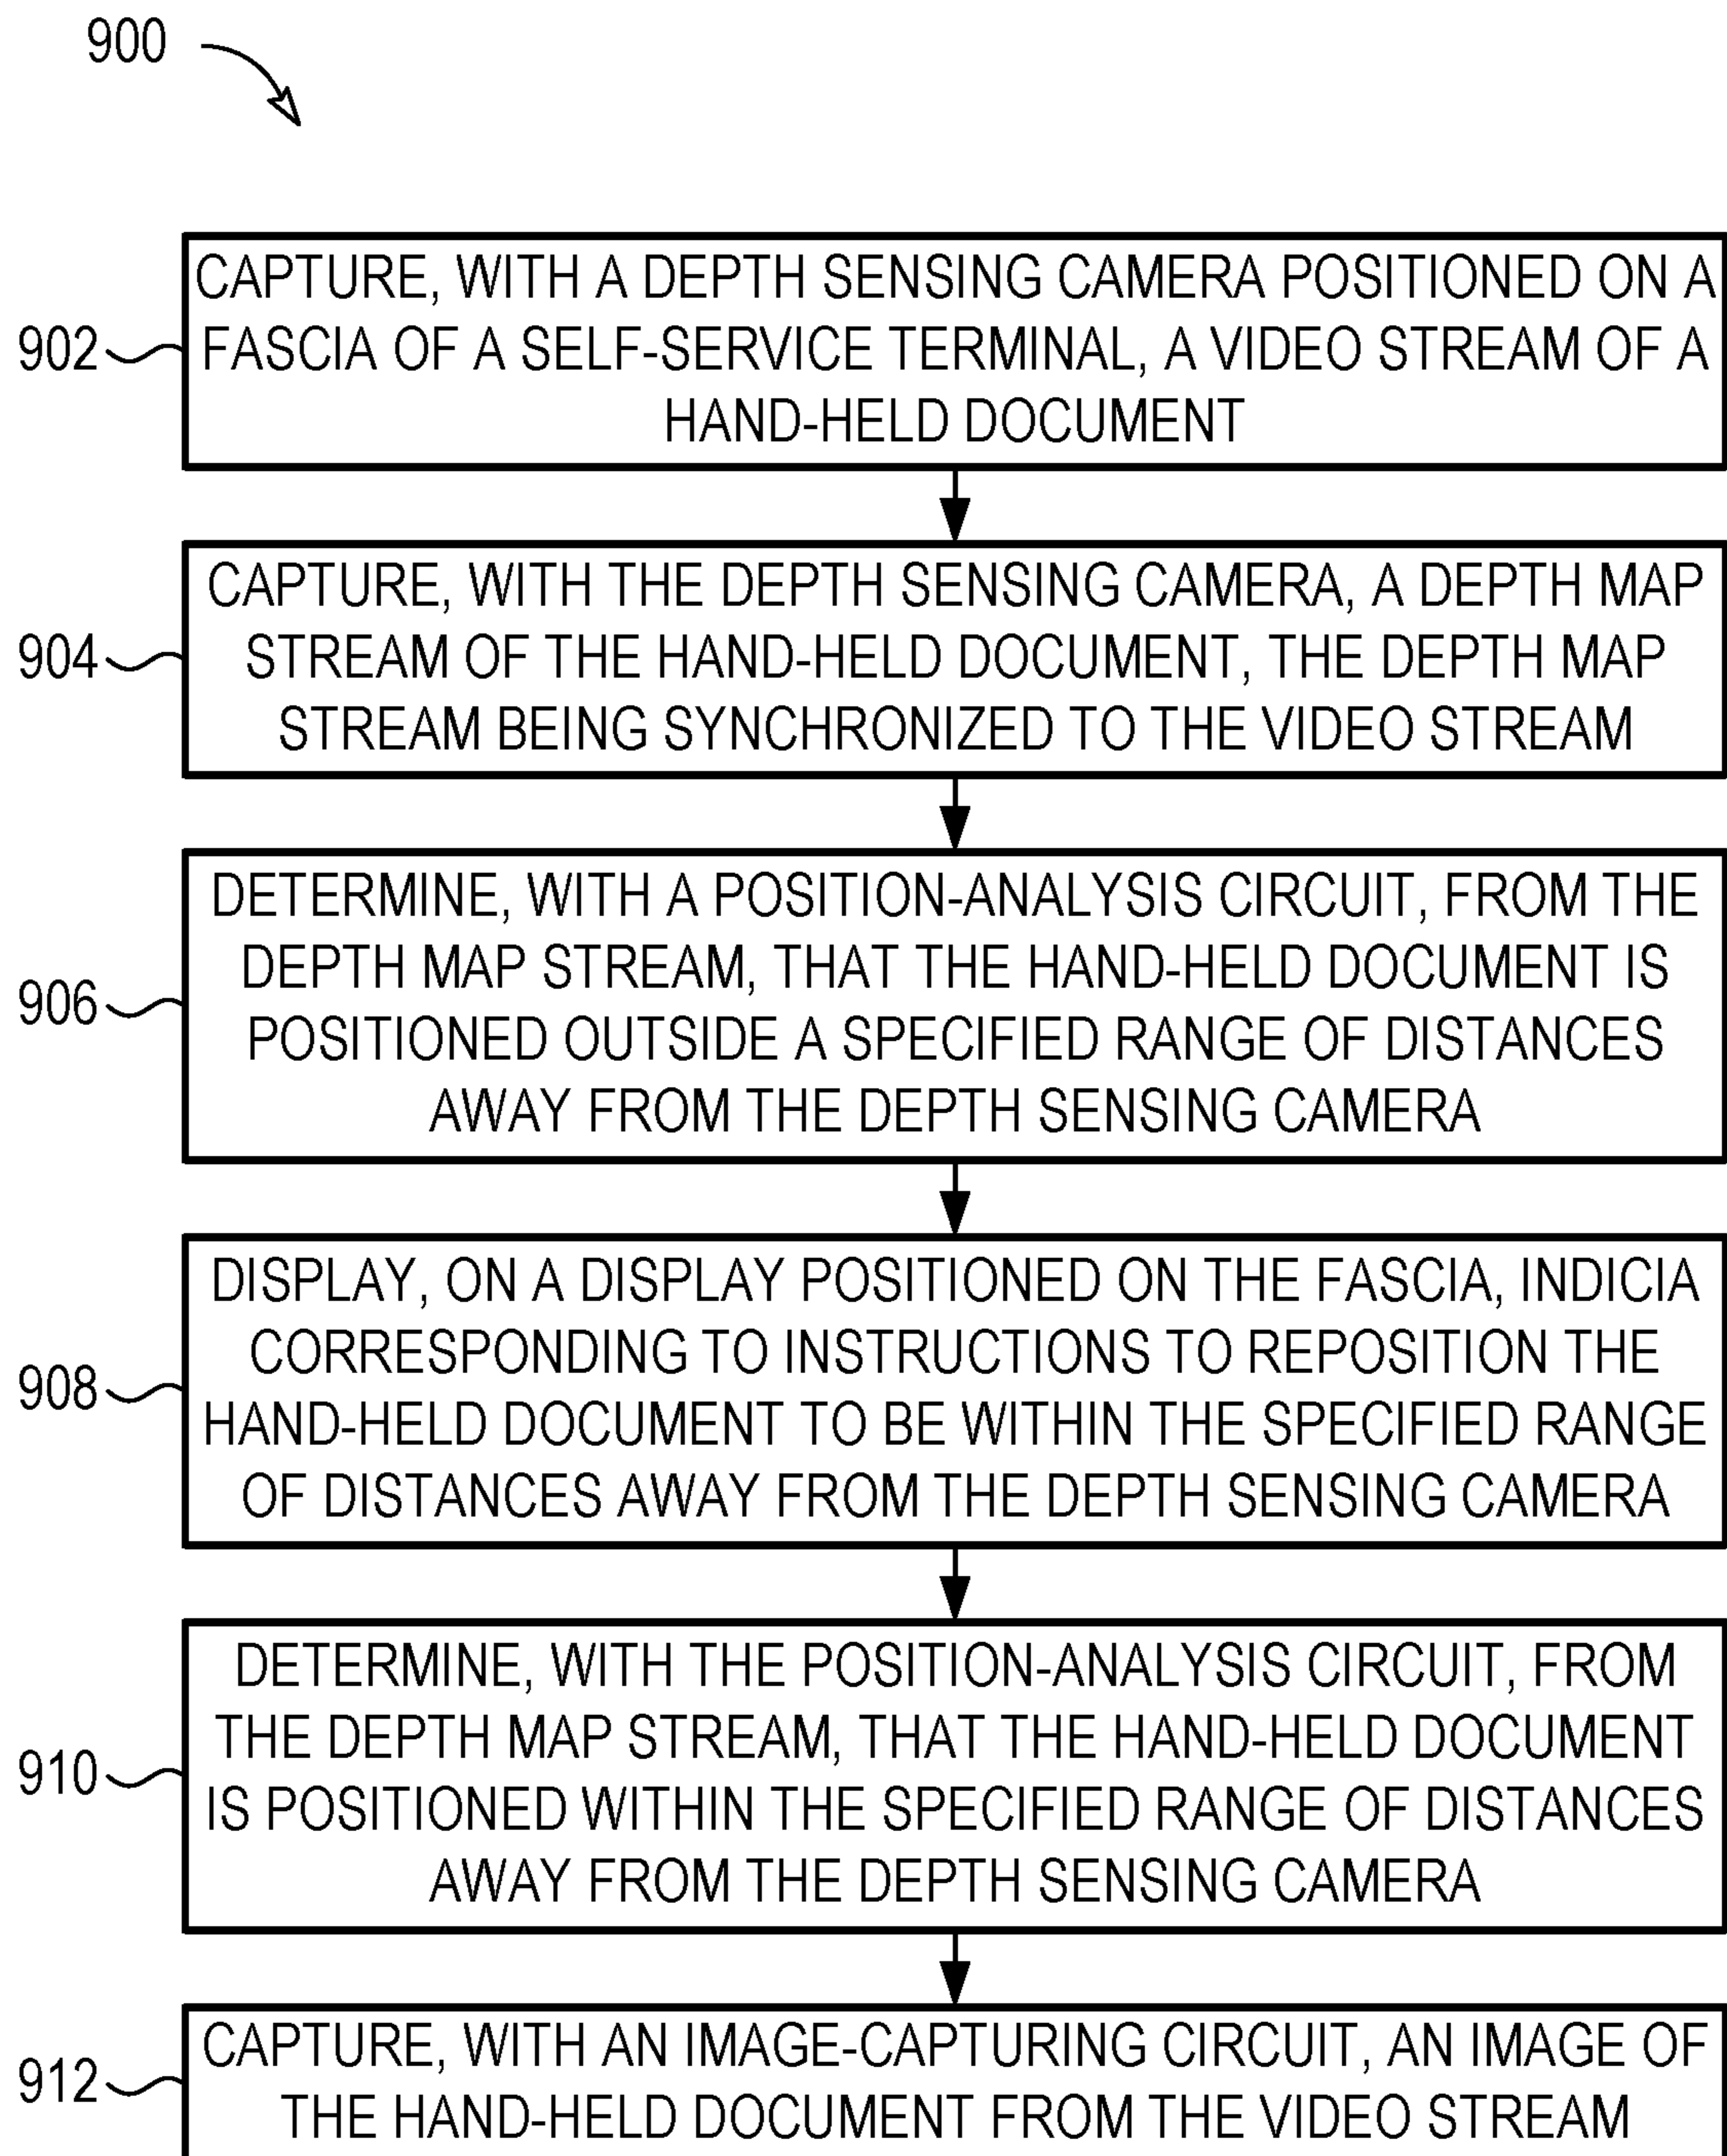 900
CAPTURE, WITH A DEPTH SENSING CAMERA POSITIONED ON A
902
FASCIA OF A SELF-SERVICE TERMINAL, A VIDEO STREAM OF A
HAND-HELD DOCUMENT
CAPTURE, WITH THE DEPTH SENSING CAMERA, A DEPTH MAP
904
STREAM OF THE HAND-HELD DOCUMENT, THE DEPTH MAP
STREAM BEING SYNCHRONIZED TO THE VIDEO STREAM
DETERMINE, WITH A POSITION-ANALYSIS CIRCUIT, FROM THE
DEPTH MAP STREAM, THAT THE HAND-HELD DOCUMENT IS
906
POSITIONED OUTSIDE A SPECIFIED RANGE OF DISTANCES
AWAY FROM THE DEPTH SENSING CAMERA
DISPLAY, ON A DISPLAY POSITIONED ON THE FASCIA, INDICIA
CORRESPONDING TO INSTRUCTIONS TO REPOSITION THE
908
HAND-HELD DOCUMENT TO BE WITHIN THE SPECIFIED RANGE
OF DISTANCES AWAY FROM THE DEPTH SENSING CAMERA
DETERMINE, WITH THE POSITION-ANALYSIS CIRCUIT, FROM
THE DEPTH MAP STREAM, THAT THE HAND-HELD DOCUMENT
910
IS POSITIONED WITHIN THE SPECIFIED RANGE OF DISTANCES
AWAY FROM THE DEPTH SENSING CAMERA
CAPTURE, WITH AN IMAGE-CAPTURING CIRCUIT, AN IMAGE OF
912
THE HAND-HELD DOCUMENT FROM THE VIDEO STREAM